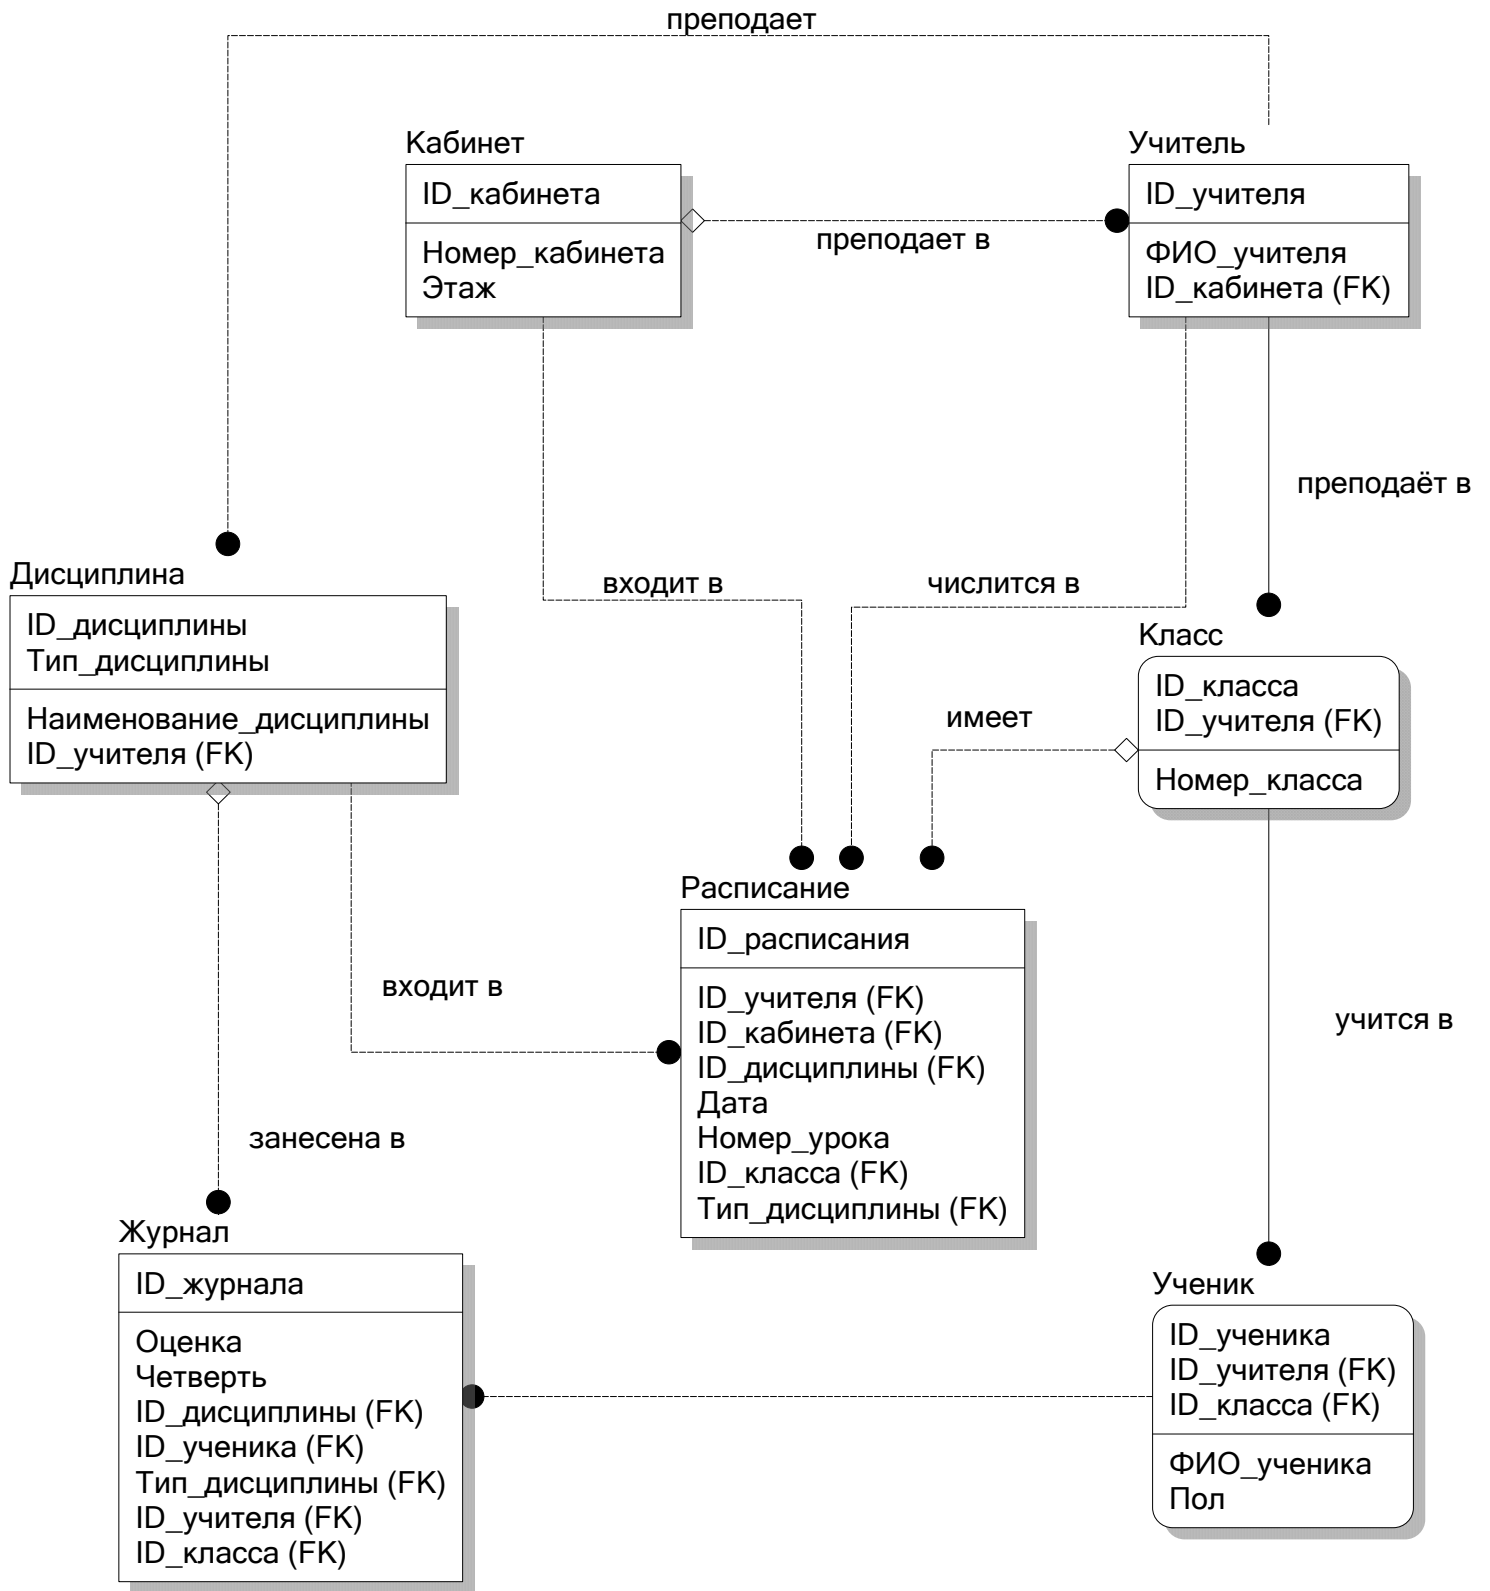 преподает
Кабинет
ID_кабинета
Номер_кабинета
Этаж
преподает в
Учитель
ID_учителя
ФИО_учителя
ID_кабинета (FK)
преподаёт в
входит в
числится в
Дисциплина
ID_дисциплины
Тип_дисциплины
Наименование_дисциплины
ID_учителя (FK)
имеет
Класс
ID_класса
ID_учителя (FK)
Номер_класса
Расписание
ID_расписания
ID_учителя (FK)
ID_кабинета (FK)
ID_дисциплины (FK)
Дата
Номер_урока
ID_класса (FK)
Тип_дисциплины (FK)
входит в
учится в
занесена в
Журнал
ID_журнала
Оценка
Четверть
ID_дисциплины (FK)
ID_ученика (FK)
Тип_дисциплины (FK)
ID_учителя (FK)
ID_класса (FK)
Ученик
ID_ученика
ID_учителя (FK)
ID_класса (FK)
ФИО_ученика
Пол